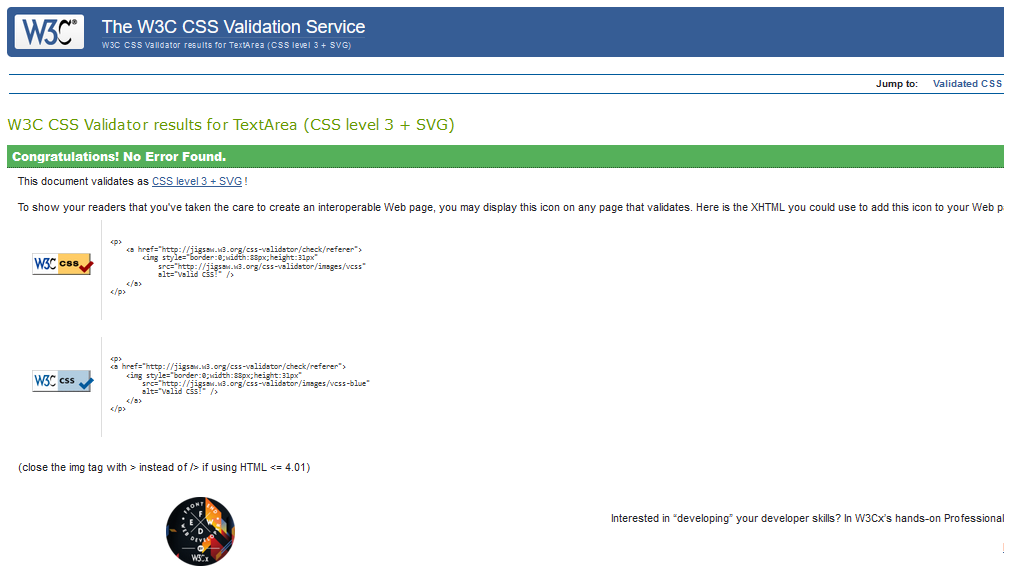 W3C®
The W3C CSS Validation Service
W3C CSS Validator results for TextArea (CSS level 3 + SVG)
Jump to: Validated CSS
W3C CSS Validator results for TextArea (CSS level 3 + SVG)
Congratulations! No Error Found.
This document validates as CSS level 3 + SVG !
To show your readers that you've taken the care to create an interoperable Web page, you may display this icon on any page that validates. Here is the XHTML you could use to add this icon to your Web p
W3C css
<p>
<a href="http://jigsaw.w3.org/css-validator/check/referer">
<img style="border:0;width:88px;height:31px"
src="http://jigsaw.w3.org/css-validator/images/vcss"
alt="Valid CSS!" />
</a>
</p>
W3C css
<p>
<a href="http://jigsaw.w3.org/css-validator/check/referer">
<img style="border:0;width:88px;height:31px"
src="http://jigsaw.w3.org/css-validator/images/vcss-blue"
alt="Valid CSS!" />
</a>
</p>
(close the img tag with > instead of /> if using HTML <= 4.01)
FRONT END
WEB DEVELOPER
F E W D
W3Cx
Interested in “developing” your developer skills? In W3Cx's hands-on Professional